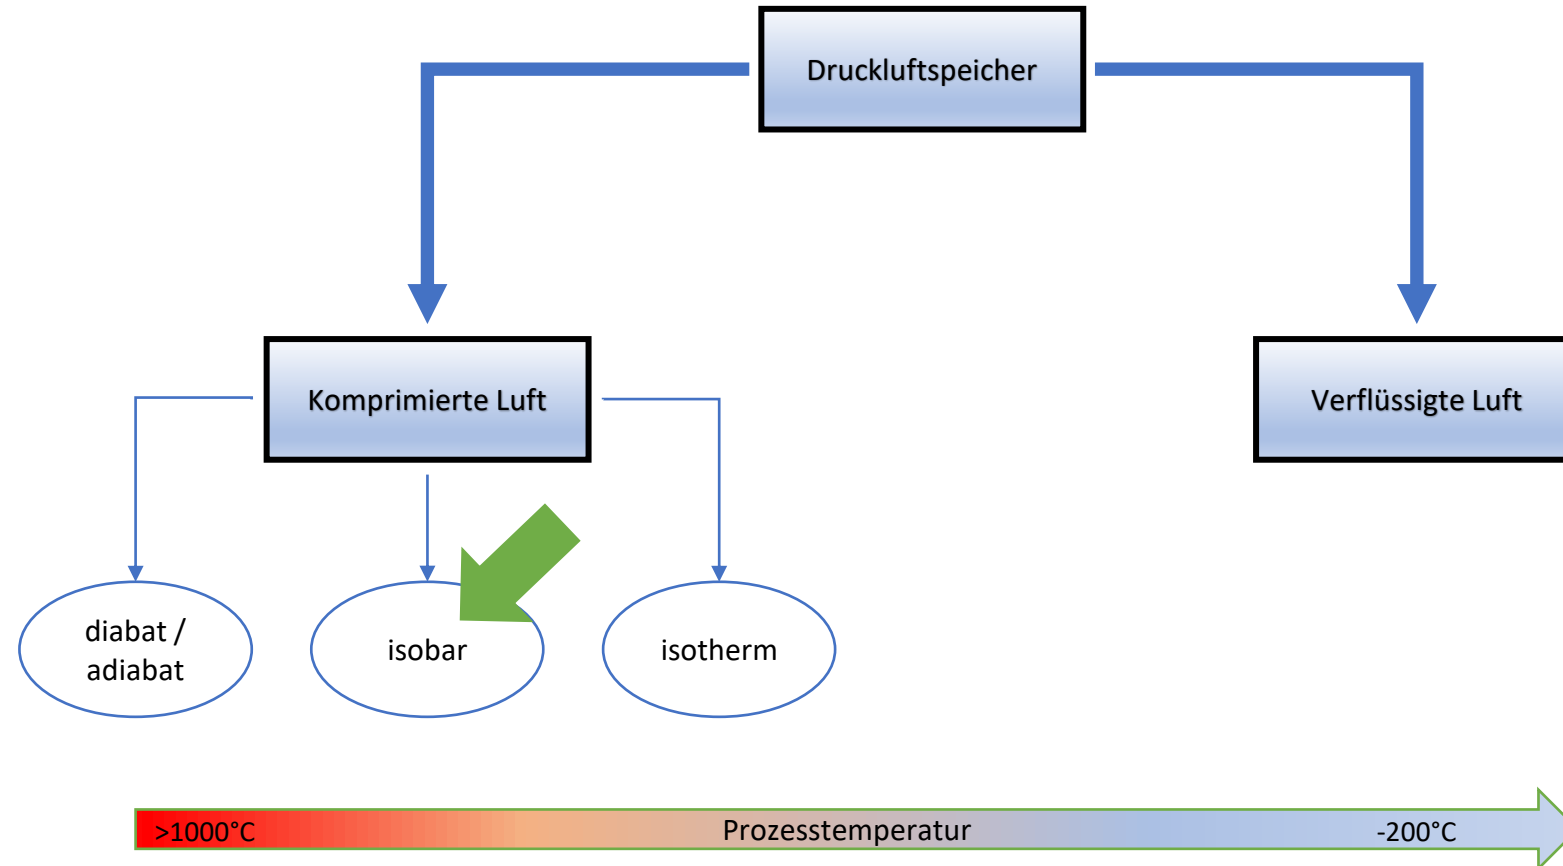 Druckluftspeicher
Komprimierte Luft
Verflüssigte Luft
diabat /
adiabat
isobar
isotherm
>1000°C
Prozesstemperatur
-200°C